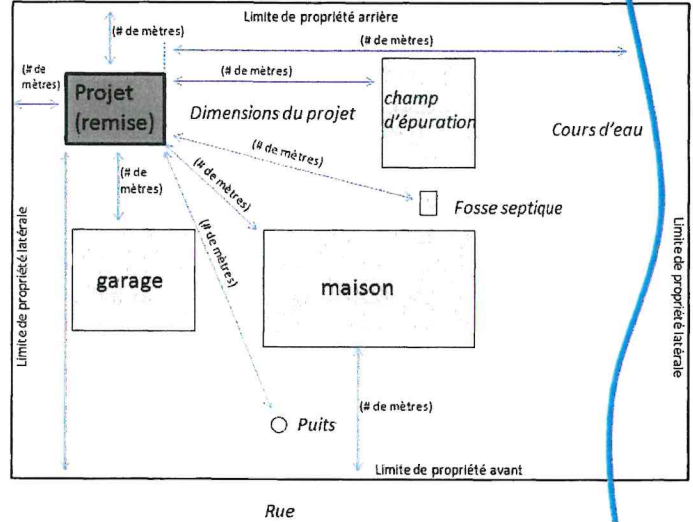 Limite de propriété arrière
(# de mètres)
(# de mètres)
(# de
mètres)
(# de mètres)
Projet
(remise)
Dimensions du projet
champ
d'épuration
Cours d'eau
(# de mètres)
(# de
mètres)
(# de mètres)
Fosse septique
(# de mètres)
Limite de propriété latérale
garage
maison
Limite de propriété latérale
(# de mètres)
Puits
Limite de propriété avant
Rue